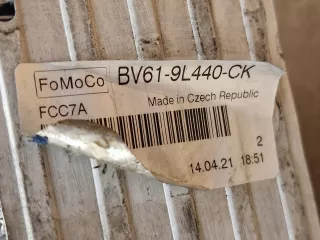 FoMoCo BV61-9L440-CK
FCC7A Made in Czech Republic
2
14.04.21 18:51